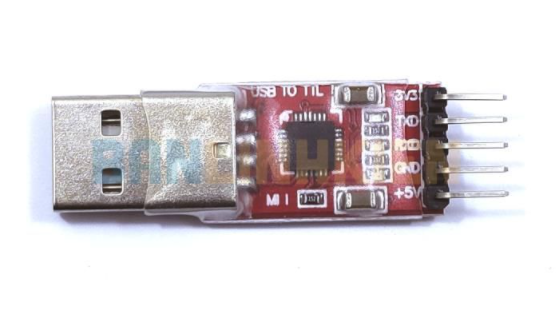 USB TO TTL
3V3
TXD
RXD
GND
+5V